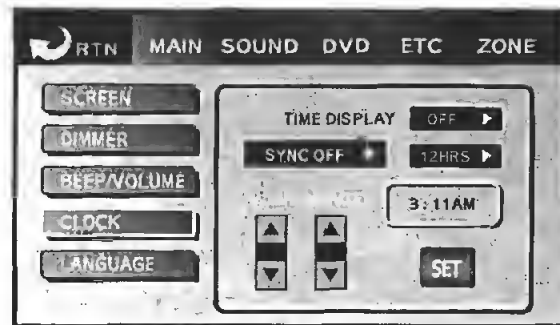 RTN MAIN SOUND DVD ETC ZONE
SCREEN
DIMMER
BEEP/VOLUME
CLOCK
LANGUAGE
TIME DISPLAY OFF
SYNC OFF 12HRS
3:11AM
SET